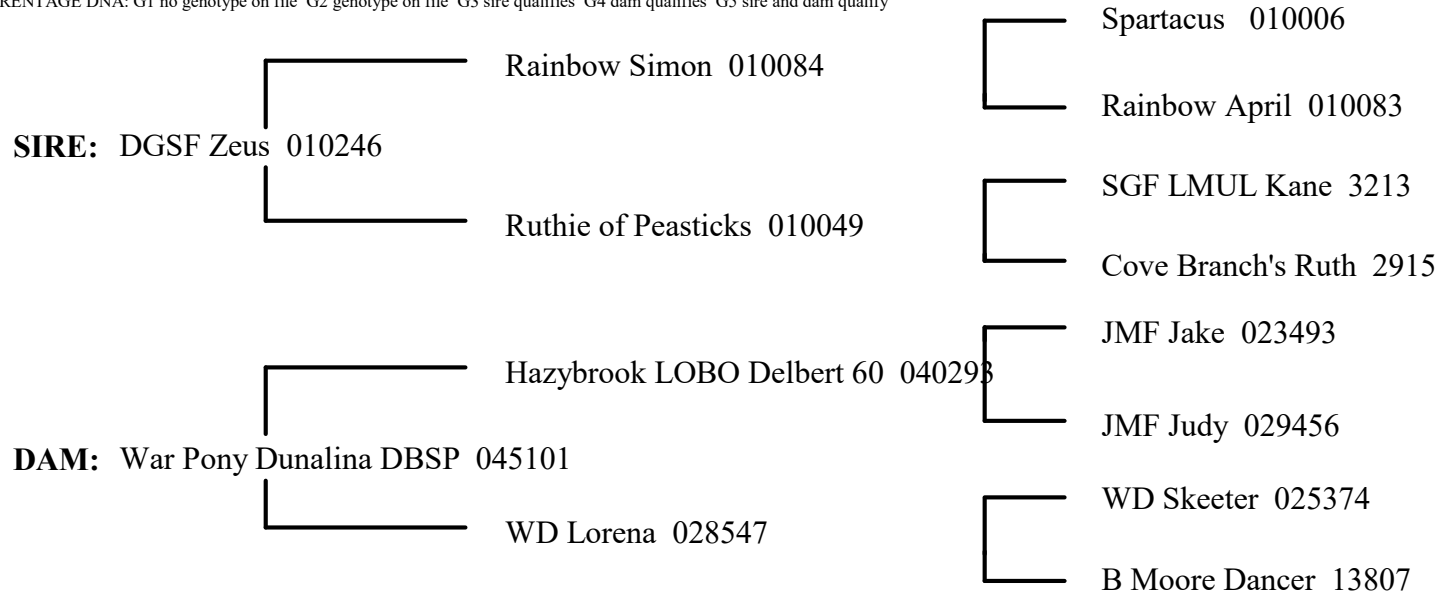 RENTAGE DNA: G1 no genotype on file G2 genotype on file G3 sire qualifies G4 dam qualifies G5 sire and dam qualify
Spartacus 010006
Rainbow Simon 010084
Rainbow April 010083
SIRE: DGSF Zeus 010246
SGF LMUL Kane 3213
Ruthie of Peasticks 010049
Cove Branch's Ruth 2915
JMF Jake 023493
Hazybrook LOBO Delbert 60 040293
JMF Judy 029456
DAM: War Pony Dunalina DBSP 045101
WD Skeeter 025374
WD Lorena 028547
B Moore Dancer 13807